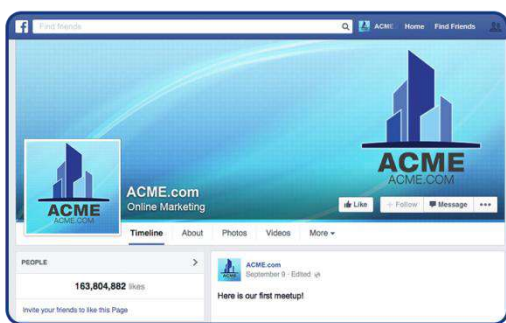 Find friends
ACME Home Find Friends
ACME
ACME.COM
ACME
ACME.COM
ACME.com
Online Marketing
Like Follow Message •••
Timeline About Photos Videos More
PEOPLE
163,804,882 likes
Invite your friends to like this Page
ACME
ACME.com
September 9 · Edited
Here is our first meetup!